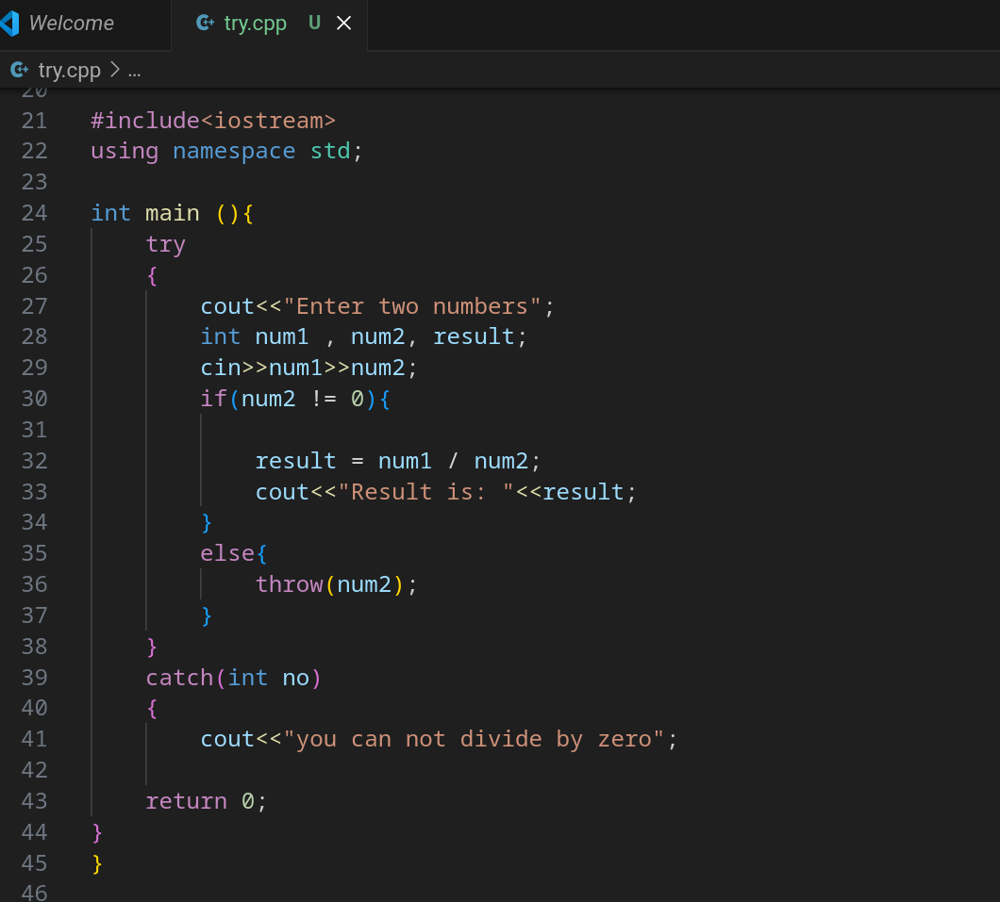 Welcome try.cpp U
try.cpp > ...
20
21 #include<iostream>
22 using namespace std;
23
24 int main (){
25     try
26     {
27         cout<<"Enter two numbers";
28         int num1 , num2, result;
29         cin>>num1>>num2;
30         if(num2 != 0){
31
32             result = num1 / num2;
33             cout<<"Result is: "<<result;
34         }
35         else{
36             throw(num2);
37         }
38     }
39     catch(int no)
40     {
41         cout<<"you can not divide by zero";
42
43     return 0;
44 }
45 }
46